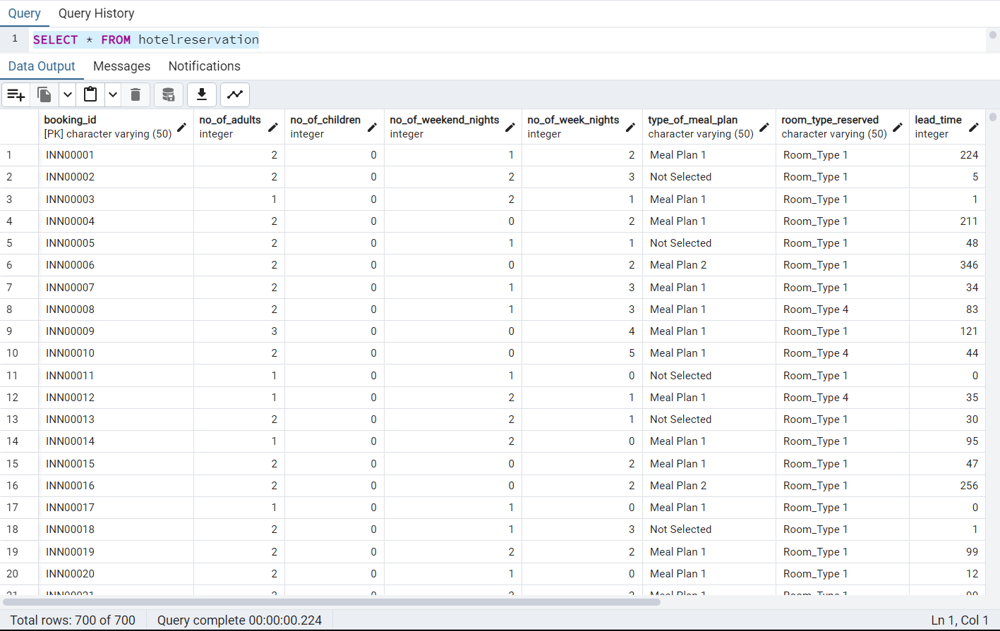 Query Query History
1 SELECT * FROM hotelreservation
Data Output Messages Notifications
booking_id no_of_adults no_of_children no_of_weekend_nights no_of_week_nights type_of_meal_plan room_type_reserved lead_time
[PK] character varying (50) integer integer integer integer character varying (50) character varying (50) integer
1 INN00001 2 0 1 2 Meal Plan 1 Room_Type 1 224
2 INN00002 2 0 2 3 Not Selected Room_Type 1 5
3 INN00003 1 0 2 1 Meal Plan 1 Room_Type 1 1
4 INN00004 2 0 0 2 Meal Plan 1 Room_Type 1 211
5 INN00005 2 0 1 1 Not Selected Room_Type 1 48
6 INN00006 2 0 0 2 Meal Plan 2 Room_Type 1 346
7 INN00007 2 0 1 3 Meal Plan 1 Room_Type 1 34
8 INN00008 2 0 1 3 Meal Plan 1 Room_Type 4 83
9 INN00009 3 0 0 4 Meal Plan 1 Room_Type 1 121
10 INN00010 2 0 0 5 Meal Plan 1 Room_Type 4 44
11 INN00011 1 0 1 0 Not Selected Room_Type 1 0
12 INN00012 1 0 2 1 Meal Plan 1 Room_Type 4 35
13 INN00013 2 0 2 1 Not Selected Room_Type 1 30
14 INN00014 1 0 2 0 Meal Plan 1 Room_Type 1 95
15 INN00015 2 0 0 2 Meal Plan 1 Room_Type 1 47
16 INN00016 2 0 0 2 Meal Plan 2 Room_Type 1 256
17 INN00017 1 0 1 0 Meal Plan 1 Room_Type 1 0
18 INN00018 2 0 1 3 Not Selected Room_Type 1 1
19 INN00019 2 0 2 2 Meal Plan 1 Room_Type 1 99
20 INN00020 2 0 1 0 Meal Plan 1 Room_Type 1 12
21 INN00021 Meal Plan 1 Room_Type 1
Total rows: 700 of 700 Query complete 00:00:00.224 Ln 1, Col 1